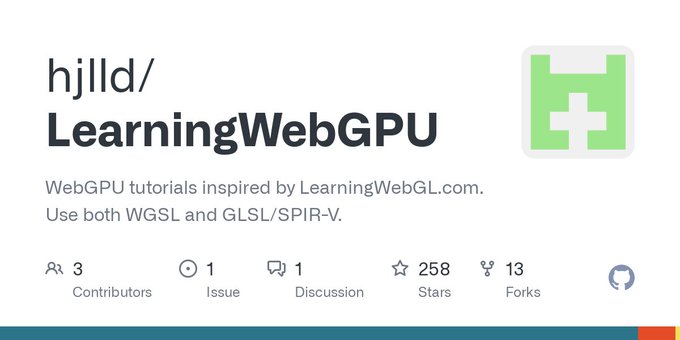 hjlld/
LearningWebGPU
WebGPU tutorials inspired by LearningWebGL.com.
Use both WGSL and GLSL/SPIR-V.
3 1 1 258 13
Contributors Issue Discussion Stars Forks